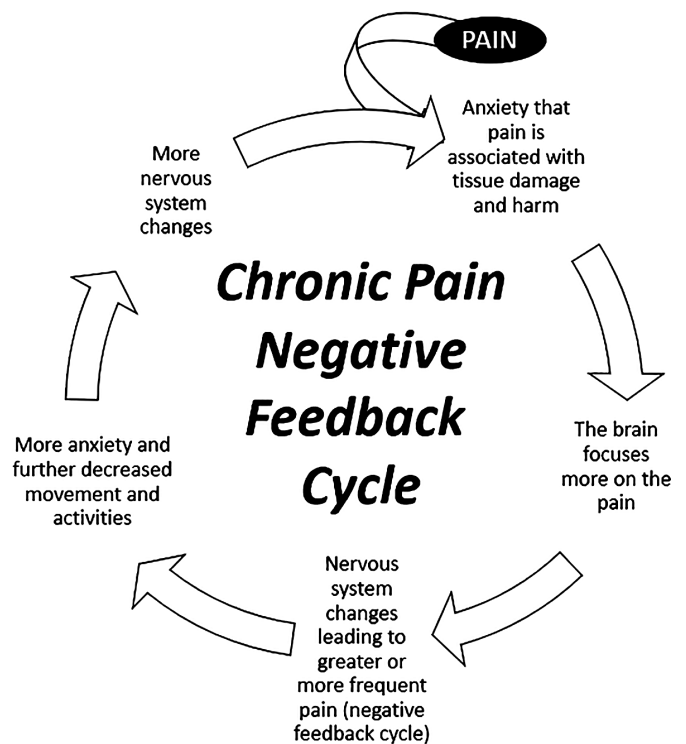 PAIN
Anxiety that
pain is
associated with
tissue damage
and harm
The brain
focuses
more on the
pain
Nervous
system
changes
leading to
greater or
more frequent
pain (negative
feedback cycle)
More anxiety and
further decreased
movement and
activities
More
nervous
system
changes
Chronic Pain
Negative
Feedback
Cycle